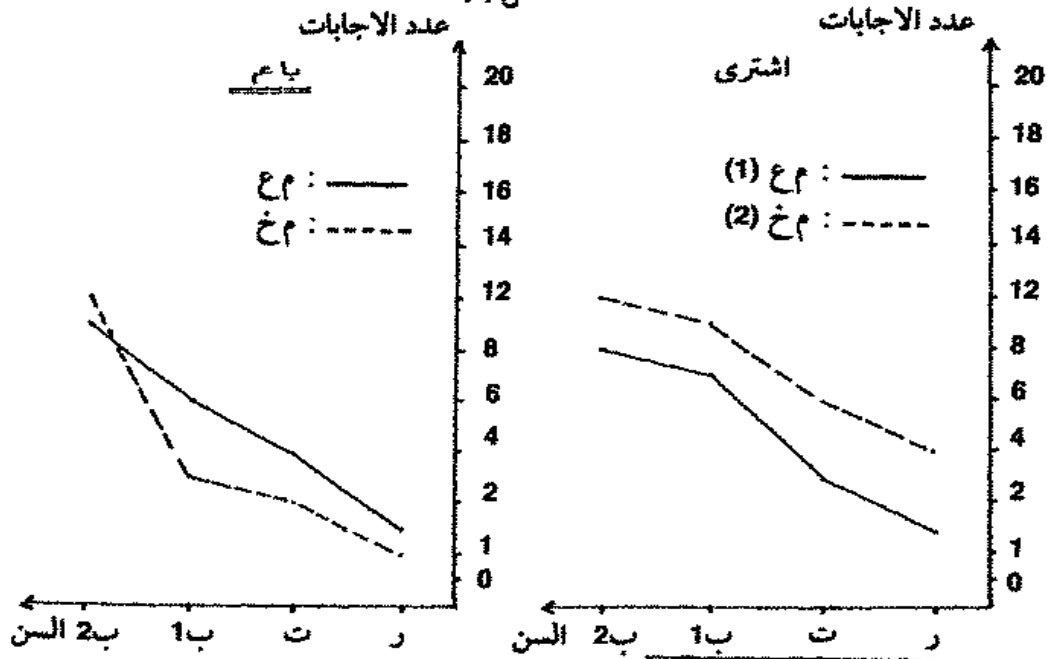 عدد الاجابات
اشترى
م ع (1) :
م خ (2) :
20
18
16
14
12
8
6
4
2
1
0
ر ت ب1 ب2 السن
عدد الاجابات
باع
م ع :
م خ :
20
18
16
14
12
8
6
4
2
1
0
ر ت ب1 ب2 السن